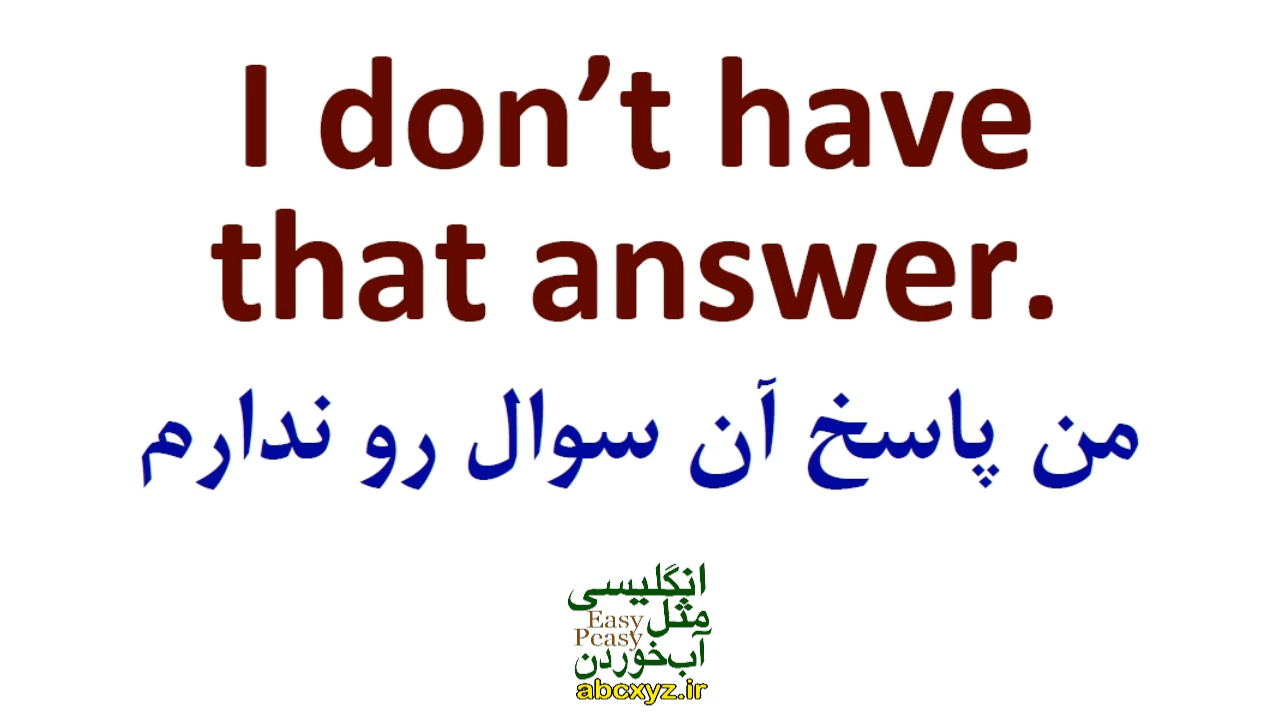 I don’t have
that answer.
من پاسخ آن سوال رو ندارم
انگلیسی
مثل
Easy
Peasy
آب‌خوردن
abcxyz.ir